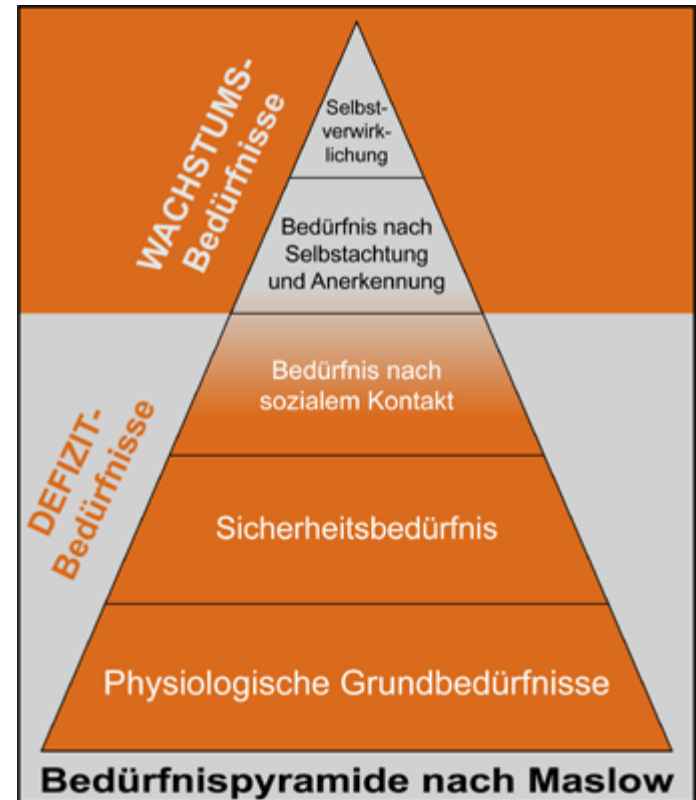 WACHSTUMS-
Bedürfnisse
Selbst-
verwirk-
lichung
Bedürfnis nach
Selbstachtung
und Anerkennung
DEFIZIT-
Bedürfnisse
Bedürfnis nach
sozialem Kontakt
Sicherheitsbedürfnis
Physiologische Grundbedürfnisse
Bedürfnispyramide nach Maslow